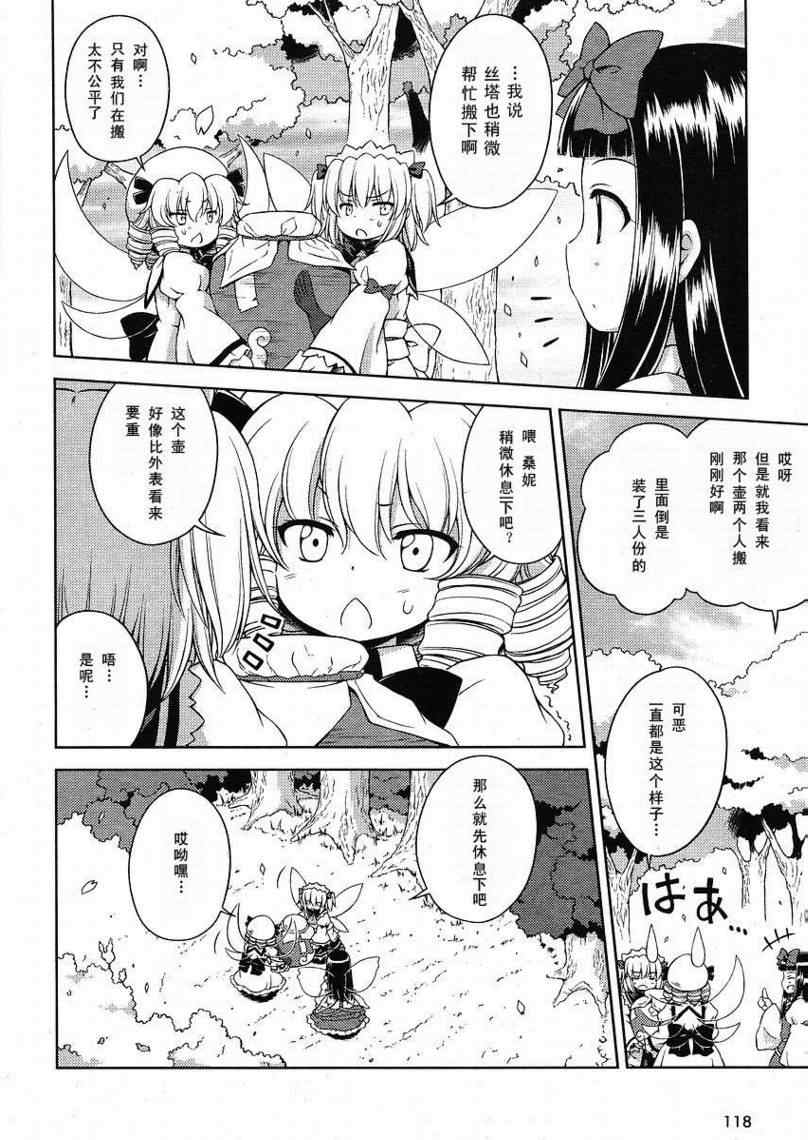 …我说
丝塔也稍微
帮忙搬下啊
对啊…
只有我们在搬
太不公平了
哎呀
但是就我看来
那个壶两个人搬
刚刚好啊
里面倒是
装了三人份的
可恶
一直都是这个样子…
はぁ…
喂 桑妮
稍微休息一下吧？
这个壶
好像比外表看来
要重
唔…
是呢…
那么就先休息下吧
哎呦嘿…
118